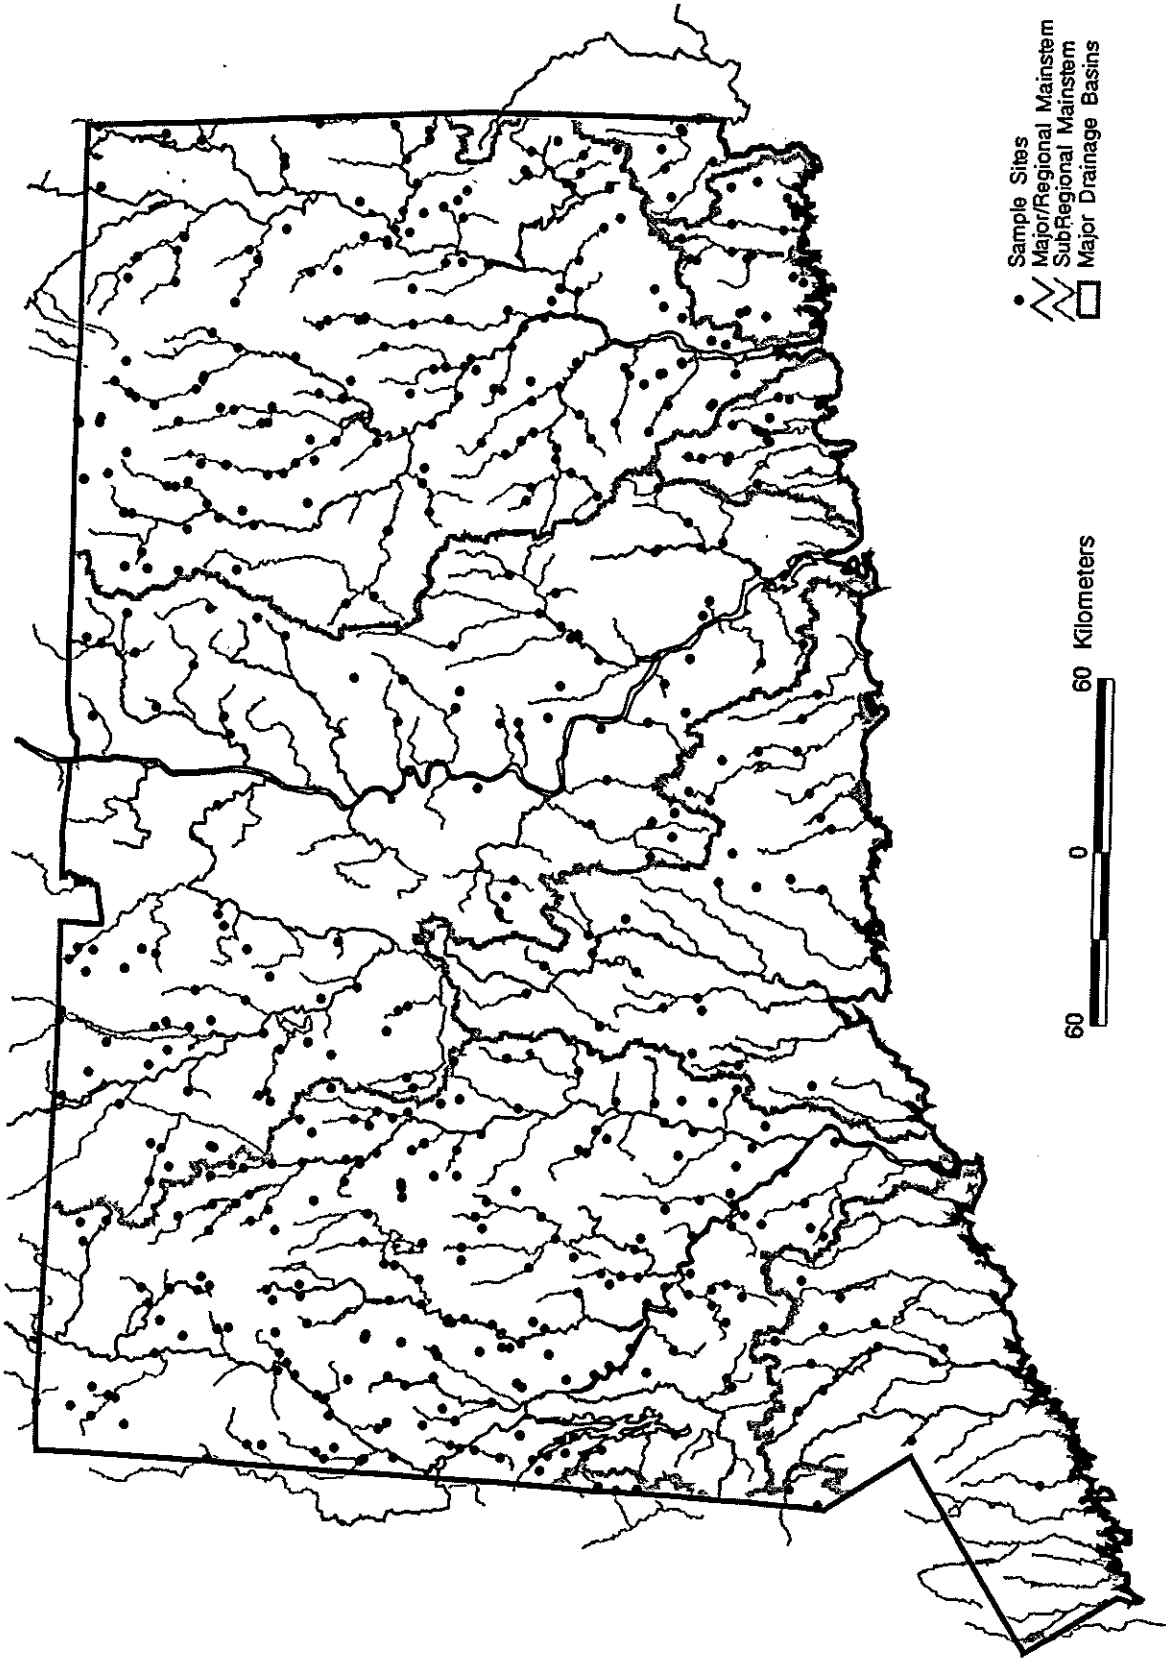 Sample Sites
Major/Regional Mainstem
SubRegional Mainstem
Major Drainage Basins
60 0 60 Kilometers